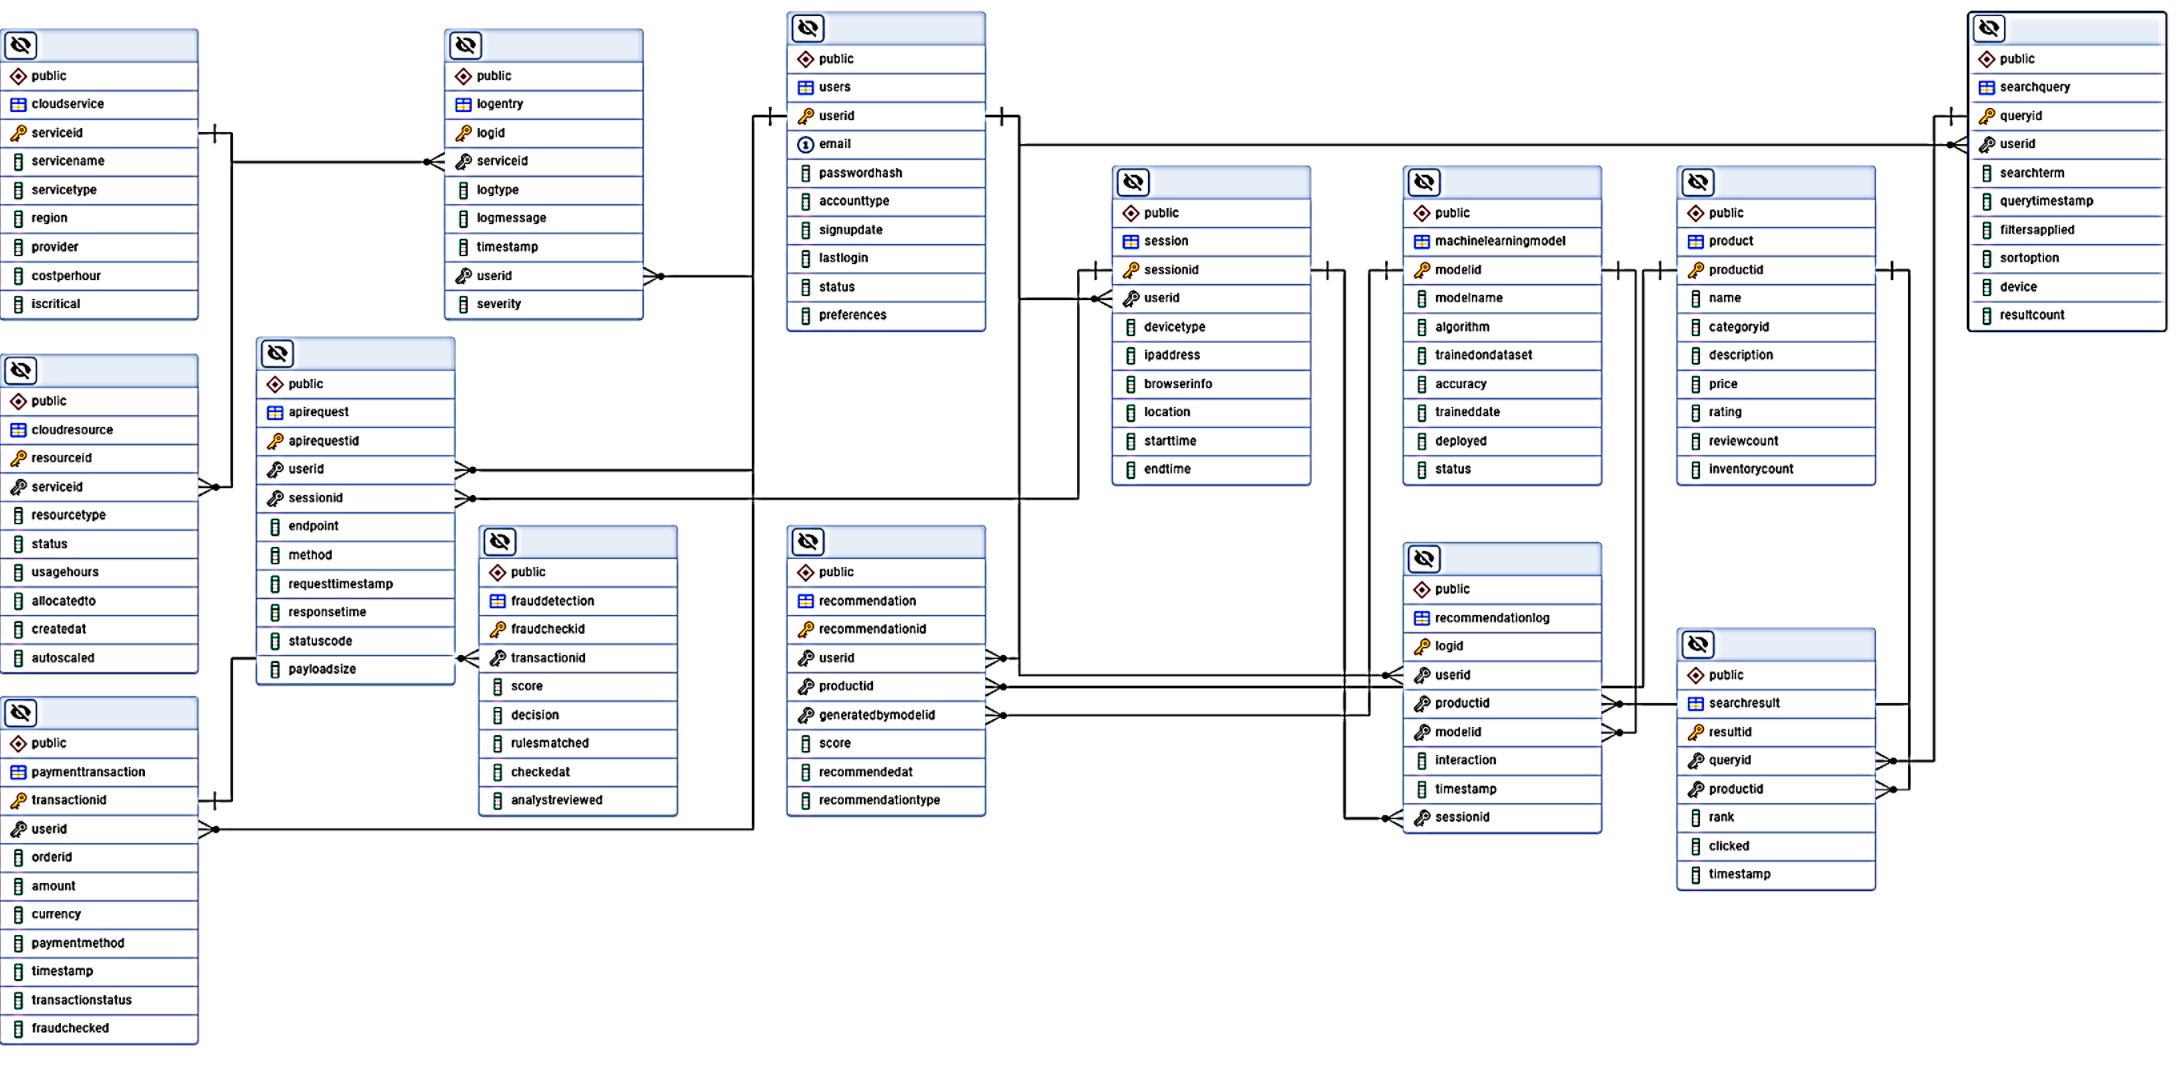 public
cloudservice
serviceid
servicename
servicetype
region
provider
costperhour
iscritical
public
logentry
logid
serviceid
logtype
logmessage
timestamp
userid
severity
public
users
userid
email
passwordhash
accounttype
signupdate
lastlogin
status
preferences
public
session
sessionid
userid
devicetype
ipaddress
browserinfo
location
starttime
endtime
public
machinelearningmodel
modelid
modelname
algorithm
trainedondataset
accuracy
traineddate
deployed
status
public
product
productid
name
categoryid
description
price
rating
reviewcount
inventorycount
public
searchquery
queryid
userid
searchterm
querytimestamp
filtersapplied
sortoption
device
resultcount
public
cloudresource
resourceid
serviceid
resourcetype
status
usagehours
allocatedto
createdat
autoscaled
public
apirequest
apirequestid
userid
sessionid
endpoint
method
requesttimestamp
responsetime
statuscode
payloadsize
public
frauddetection
fraudcheckid
transactionid
score
decision
rulesmatched
checkedat
analystreviewed
public
recommendation
recommendationid
userid
productid
generatedbymodelid
score
recommendedat
recommendationtype
public
recommendationlog
logid
userid
productid
modelid
interaction
timestamp
sessionid
public
searchresult
resultid
queryid
productid
rank
clicked
timestamp
public
paymenttransaction
transactionid
userid
orderid
amount
currency
paymentmethod
timestamp
transactionstatus
fraudchecked